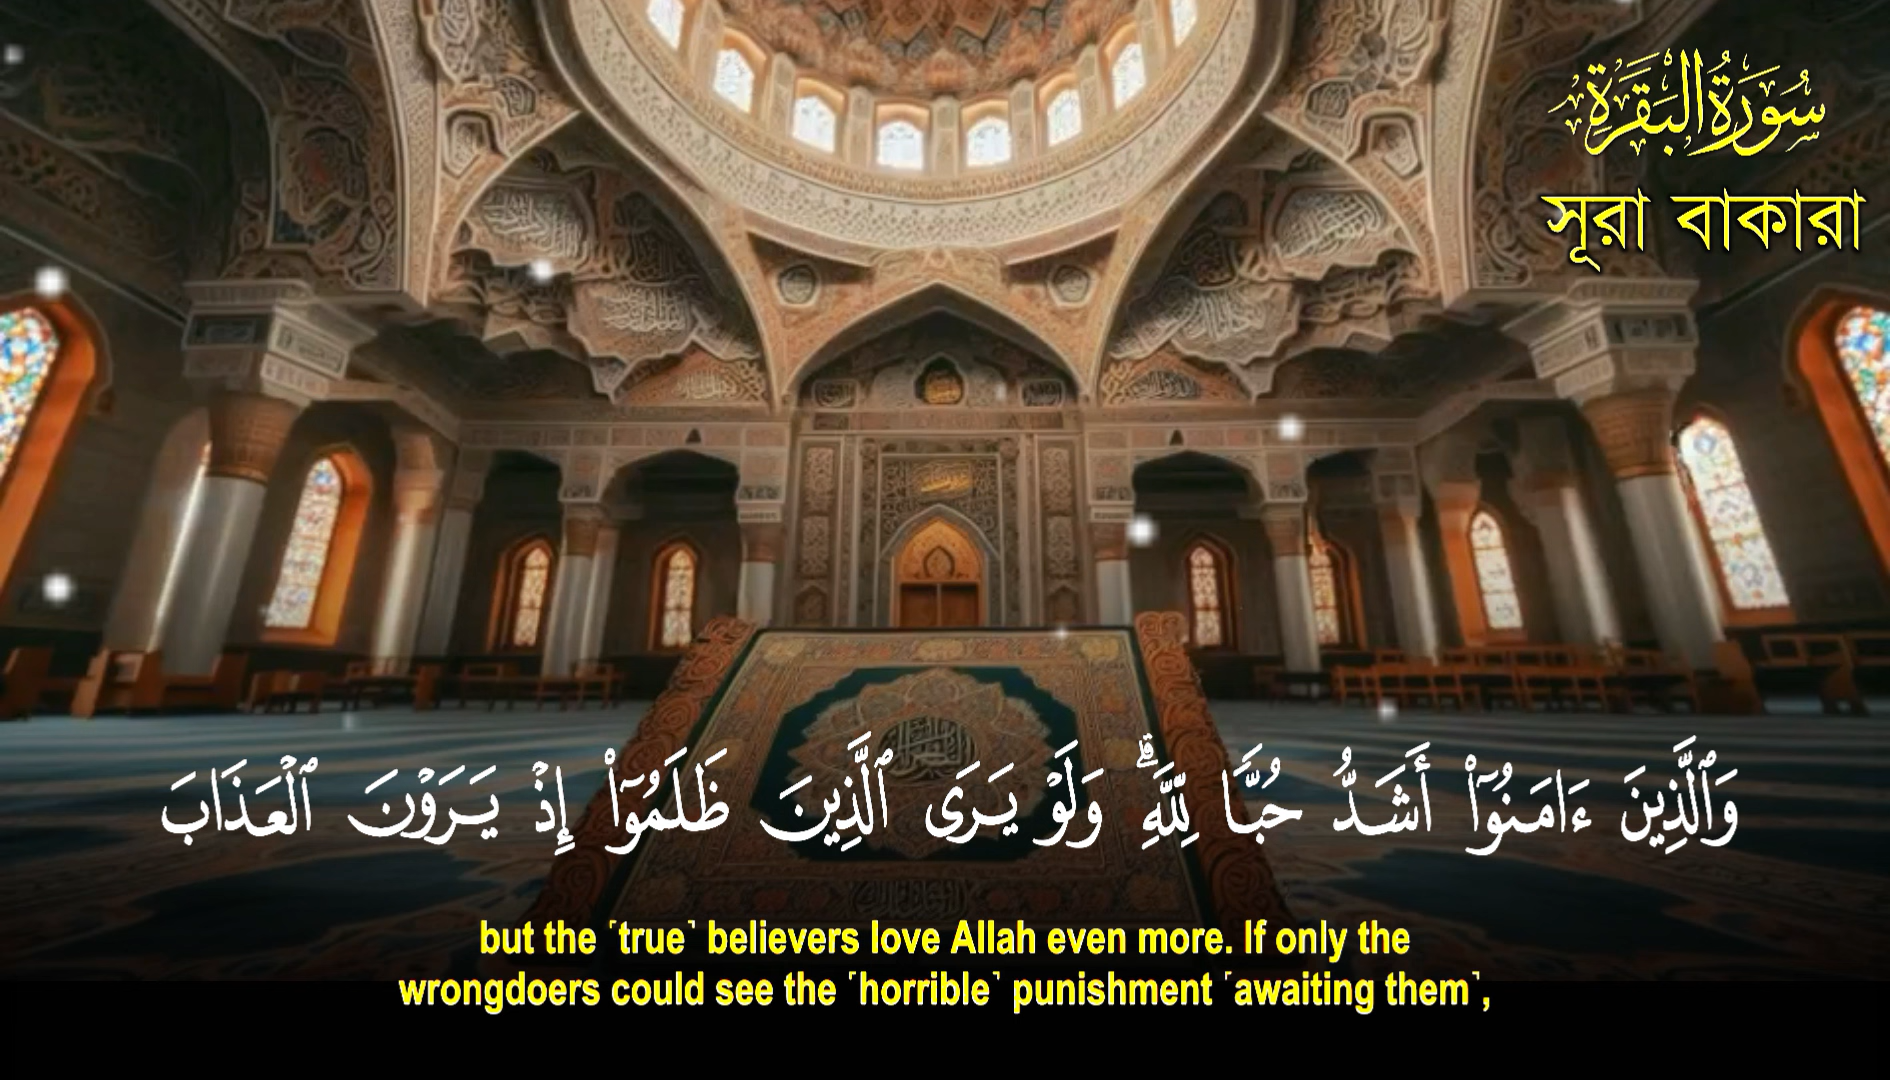 سُورَةُ البَقَرَةِ
সূরা বাকারা
وَٱلَّذِينَ ءَامَنُوٓا۟ أَشَدُّ حُبًّا لِّلَّهِ ۗ وَلَوْ يَرَى ٱلَّذِينَ ظَلَمُوٓا۟ إِذْ يَرَوْنَ ٱلْعَذَابَ
but the ˹true˺ believers love Allah even more. If only the
wrongdoers could see the ˹horrible˺ punishment ˹awaiting them˺,